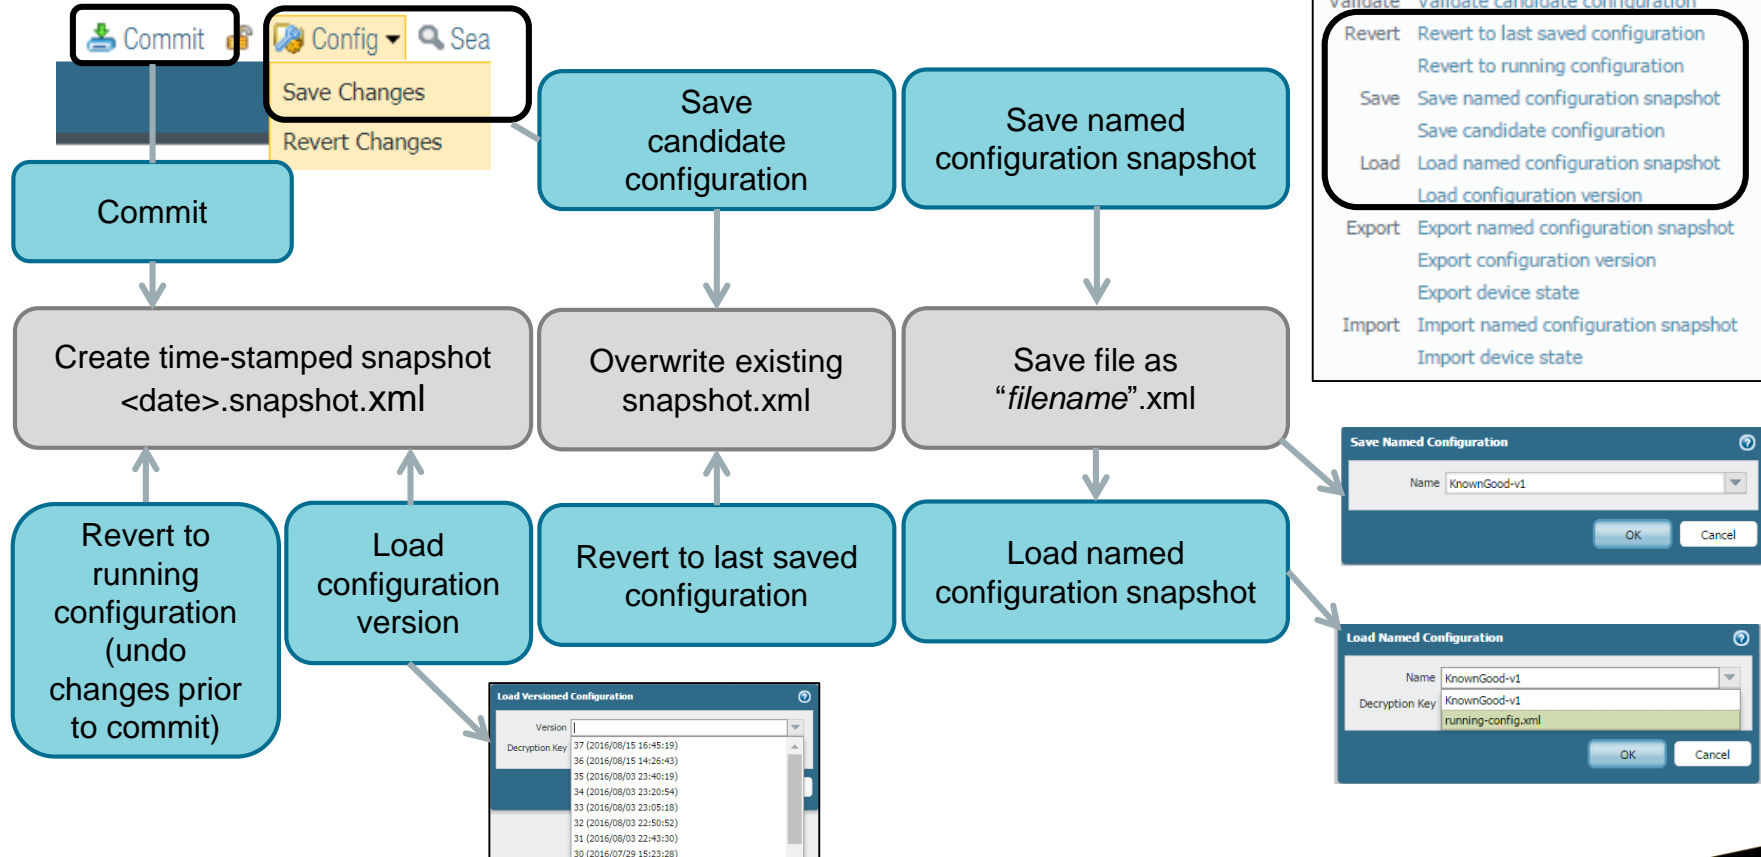 Commit
Config
Sea
Save Changes
Revert Changes
Commit
Save
candidate
configuration
Save named
configuration snapshot
Validate Validate candidate configuration
Revert Revert to last saved configuration
Revert to running configuration
Save Save named configuration snapshot
Save candidate configuration
Load Load named configuration snapshot
Load configuration version
Export Export named configuration snapshot
Export configuration version
Export device state
Import Import named configuration snapshot
Import device state
Create time-stamped snapshot
<date>.snapshot.xml
Overwrite existing
snapshot.xml
Save file as
“filename”.xml
Revert to
running
configuration
(undo
changes prior
to commit)
Load
configuration
version
Revert to last saved
configuration
Load named
configuration snapshot
Save Named Configuration
Name KnownGood-v1
OK Cancel
Load Named Configuration
Name KnownGood-v1
Decryption Key KnownGood-v1
running-config.xml
OK Cancel
Load Versioned Configuration
Version
Decryption Key 37 (2016/08/15 16:45:19)
36 (2016/08/15 14:26:43)
35 (2016/08/03 23:40:19)
34 (2016/08/03 23:20:54)
33 (2016/08/03 23:05:18)
32 (2016/08/03 22:50:52)
31 (2016/08/03 22:43:30)
30 (2016/07/29 15:23:28)